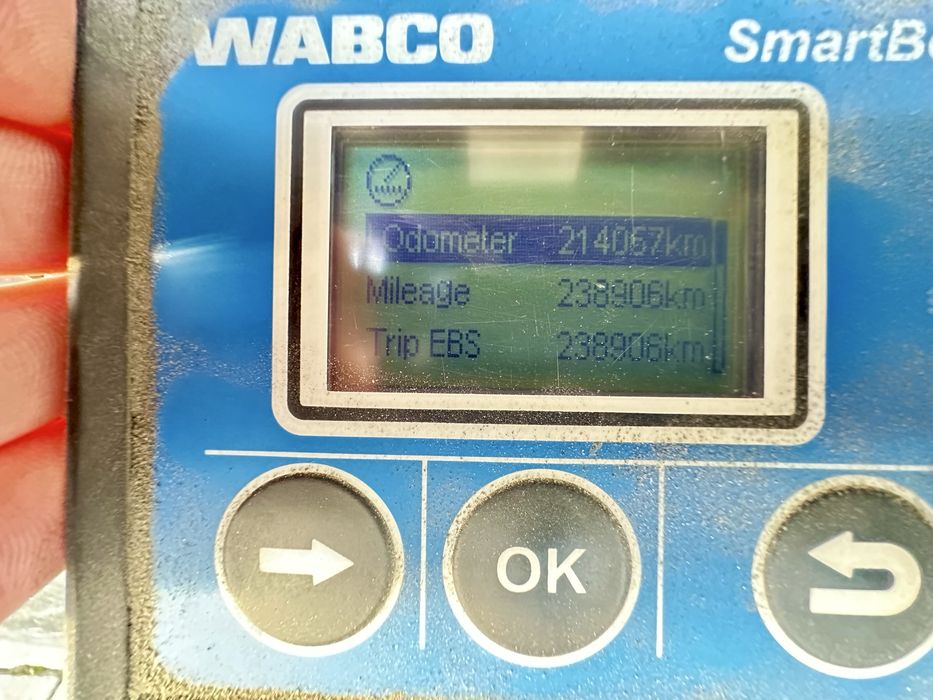 WABCO
SmartBo
Odometer 214067km
Mileage 238906km
Trip EBS 238906km
OK